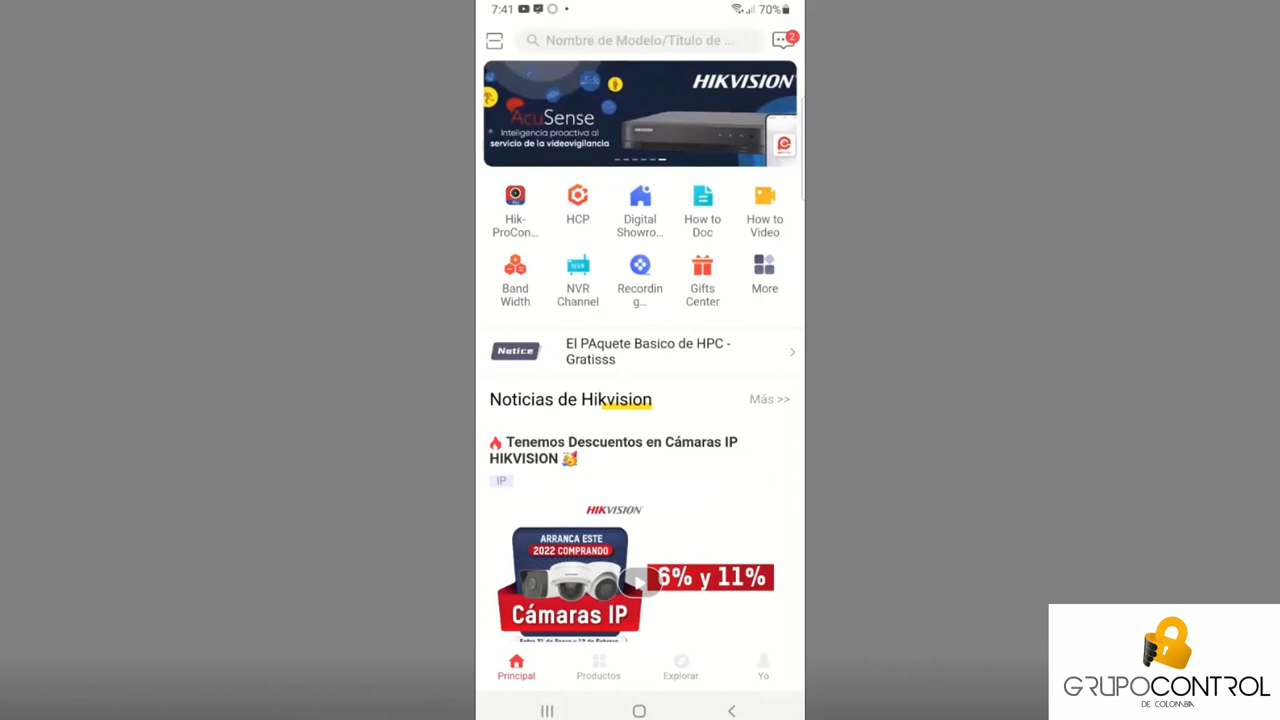 7:41
70%
Nombre de Modelo/Título de ...
2
HIKVISION
AcuSense
Inteligencia proactiva al
servicio de la videovigilancia
Hik-
ProCon...
HCP
Digital
Showro...
How to
Doc
How to
Video
Band
Width
NVR
NVR
Channel
Recordin
g...
Gifts
Center
More
Notice
El PAquete Basico de HPC -
Gratisss
Noticias de Hikvision
Más >>
Tenemos Descuentos en Cámaras IP
HIKVISION
IP
HIKVISION
ARRANCA ESTE
2022 COMPRANDO
6% y 11%
Cámaras IP
Principal
Productos
Explorar
Yo
GRUPOCONTROL
DE COLOMBIA